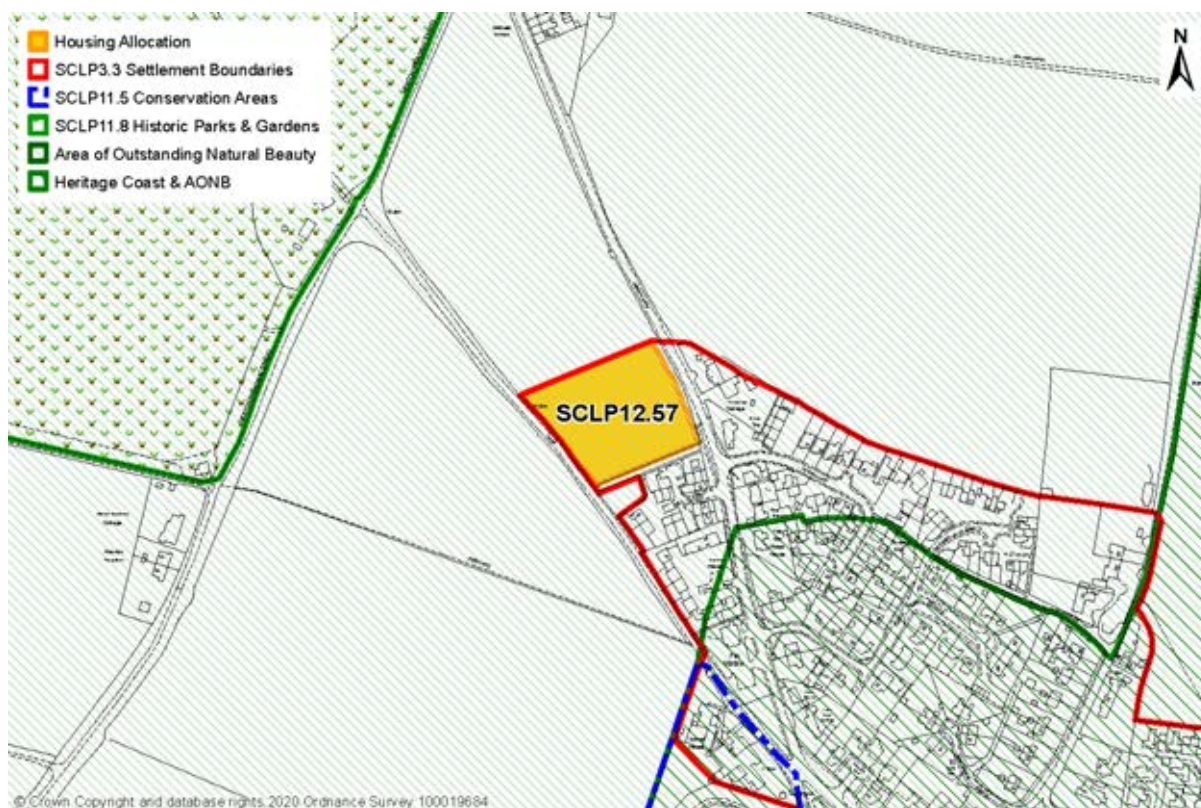 Housing Allocation
SCLP3.3 Settlement Boundaries
SCLP11.5 Conservation Areas
SCLP11.8 Historic Parks & Gardens
Area of Outstanding Natural Beauty
Heritage Coast & AONB
N
SCLP12.57
© Crown Copyright and database rights 2020 Ordnance Survey 100019684